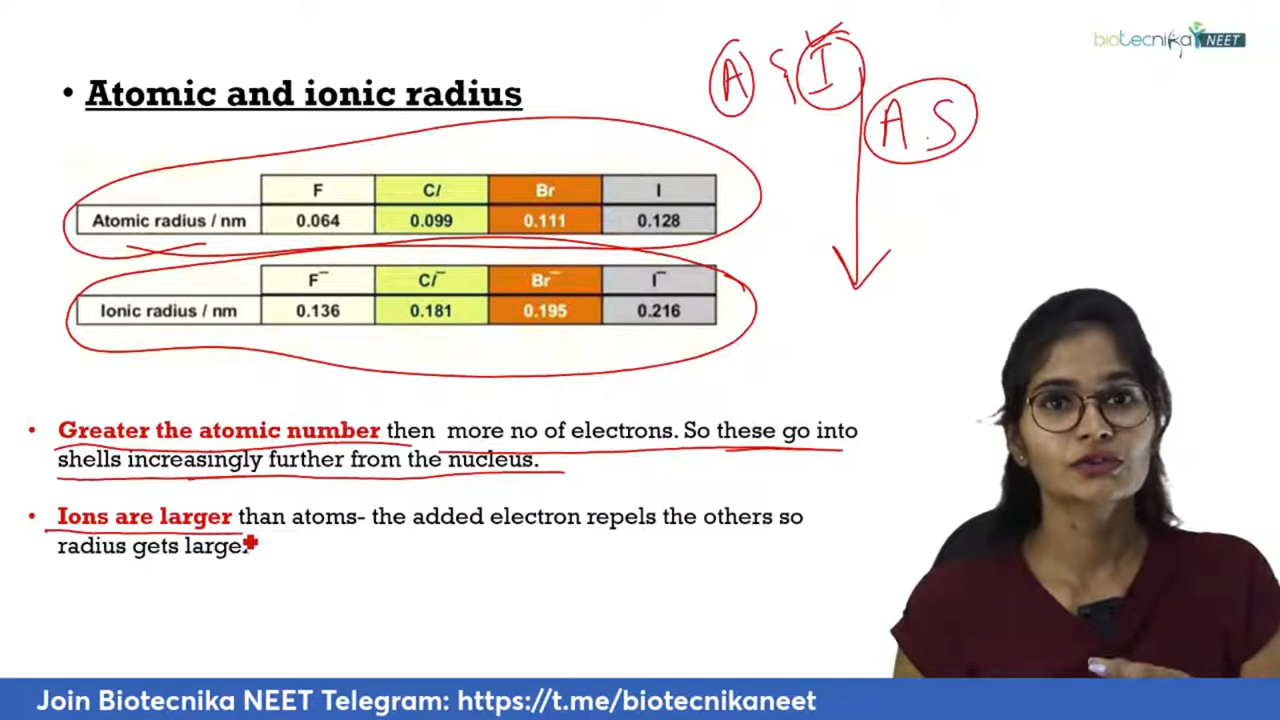 biotecnika NEET
A & I
A.S
• Atomic and ionic radius
F Cl Br I
Atomic radius / nm 0.064 0.099 0.111 0.128
F⁻ Cl⁻ Br⁻ I⁻
Ionic radius / nm 0.136 0.181 0.195 0.216
• Greater the atomic number then more no of electrons. So these go into
shells increasingly further from the nucleus.
• Ions are larger than atoms- the added electron repels the others so
radius gets larger
Join Biotecnika NEET Telegram: https://t.me/biotecnikaneet